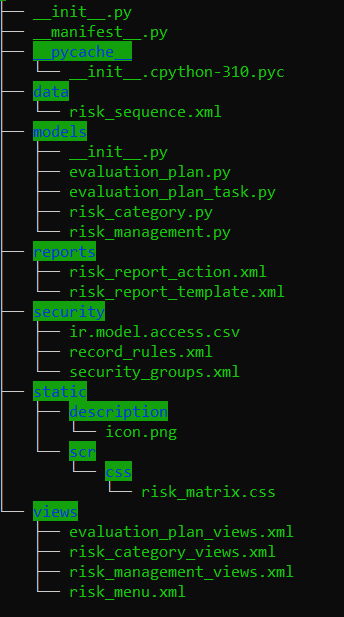 __init__.py
__manifest__.py
__pycache__
__init__.cpython-310.pyc
data
risk_sequence.xml
models
__init__.py
evaluation_plan.py
evaluation_plan_task.py
risk_category.py
risk_management.py
reports
risk_report_action.xml
risk_report_template.xml
security
ir.model.access.csv
record_rules.xml
security_groups.xml
static
description
icon.png
scr
css
risk_matrix.css
views
evaluation_plan_views.xml
risk_category_views.xml
risk_management_views.xml
risk_menu.xml